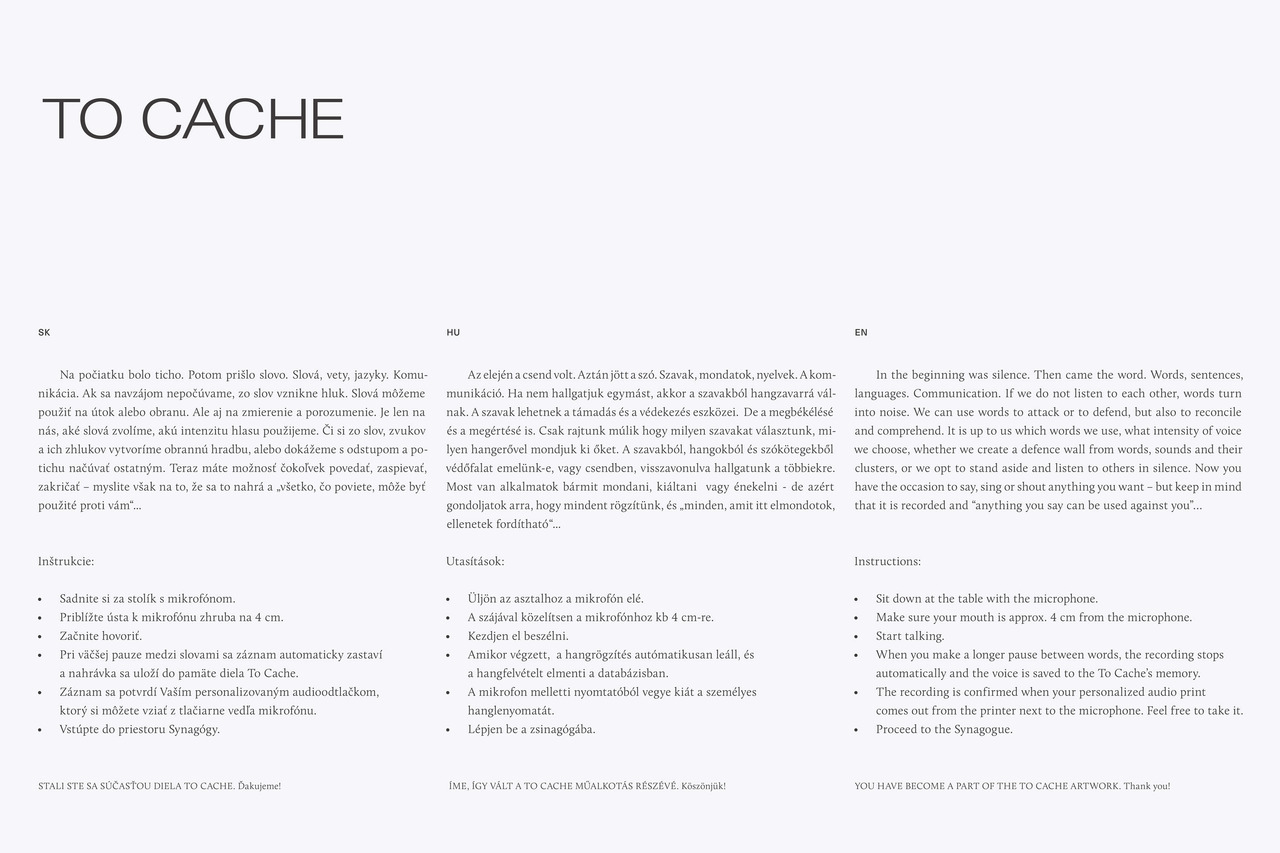 TO CACHE
SK
Na počiatku bolo ticho. Potom prišlo slovo. Slová, vety, jazyky. Komu-
nikácia. Ak sa navzájom nepočúvame, zo slov vznikne hluk. Slová môžeme
použiť na útok alebo obranu. Ale aj na zmierenie a porozumenie. Je len na
nás, aké slová zvolíme, akú intenzitu hlasu použijeme. Či si zo slov, zvukov
a ich zhlukov vytvoríme obrannú hradbu, alebo dokážeme s odstupom a po-
tichu načúvať ostatným. Teraz máte možnosť čokoľvek povedať, zaspievať,
zakričať – myslite však na to, že sa to nahrá a „všetko, čo poviete, môže byť
použité proti vám“...
Inštrukcie:
• Sadnite si za stolík s mikrofónom.
• Priblížte ústa k mikrofónu zhruba na 4 cm.
• Začnite hovoriť.
• Pri väčšej pauze medzi slovami sa záznam automaticky zastaví
a nahrávka sa uloží do pamäte diela To Cache.
• Záznam sa potvrdí Vaším personalizovaným audioodtlačkom,
ktorý si môžete vziať z tlačiarne vedľa mikrofónu.
• Vstúpte do priestoru Synagógy.
STALI STE SA SÚČASŤOU DIELA TO CACHE. Ďakujeme!
HU
Az elején a csend volt. Aztán jött a szó. Szavak, mondatok, nyelvek. A kom-
munikáció. Ha nem hallgatjuk egymást, akkor a szavakból hangzavarrá vál-
nak. A szavak lehetnek a támadás és a védekezés eszközei. De a megbékélésé
és a megértésé is. Csak rajtunk múlik hogy milyen szavakat választunk, mi-
lyen hangerővel mondjuk ki őket. A szavakból, hangokból és szókötegekből
védőfalat emelünk-e, vagy csendben, visszavonulva hallgatunk a többiekre.
Most van alkalmatok bármit mondani, kiáltani vagy énekelni - de azért
gondoljatok arra, hogy mindent rögzítünk, és „minden, amit itt elmondotok,
ellenetek fordítható“...
Utasítások:
• Üljön az asztalhoz a mikrofón elé.
• A szájával közelítsen a mikrofónhoz kb 4 cm-re.
• Kezdjen el beszélni.
• Amikor végzett, a hangrögzítés autómatikusan leáll, és
a hangfelvételt elmenti a databázisban.
• A mikrofon melletti nyomtatóból vegye kiát a személyes
hanglenyomatát.
• Lépjen be a zsinagógába.
ÍME, ÍGY VÁLT A TO CACHE MŰALKOTÁS RÉSZÉVÉ. Köszönjük!
EN
In the beginning was silence. Then came the word. Words, sentences,
languages. Communication. If we do not listen to each other, words turn
into noise. We can use words to attack or to defend, but also to reconcile
and comprehend. It is up to us which words we use, what intensity of voice
we choose, whether we create a defence wall from words, sounds and their
clusters, or we opt to stand aside and listen to others in silence. Now you
have the occasion to say, sing or shout anything you want – but keep in mind
that it is recorded and “anything you say can be used against you”...
Instructions:
• Sit down at the table with the microphone.
• Make sure your mouth is approx. 4 cm from the microphone.
• Start talking.
• When you make a longer pause between words, the recording stops
automatically and the voice is saved to the To Cache’s memory.
• The recording is confirmed when your personalized audio print
comes out from the printer next to the microphone. Feel free to take it.
• Proceed to the Synagogue.
YOU HAVE BECOME A PART OF THE TO CACHE ARTWORK. Thank you!